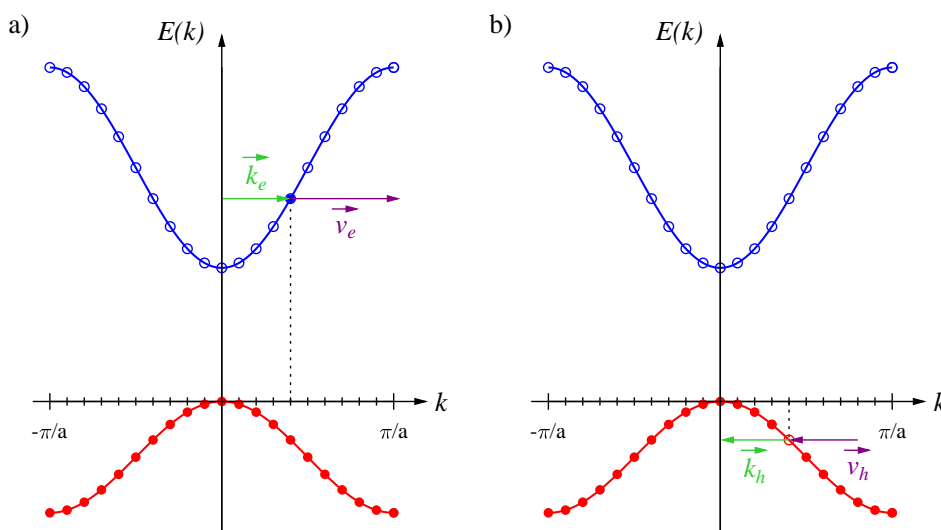 a)
E(k)
k_e
v_e
k
-π/a
π/a
b)
E(k)
k
-π/a
π/a
k_h
v_h